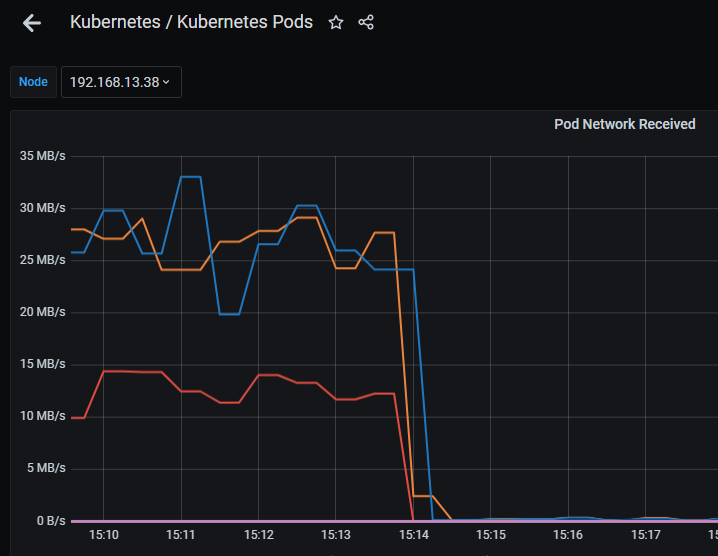 Kubernetes / Kubernetes Pods
Node 192.168.13.38
Pod Network Received
35 MB/s
30 MB/s
25 MB/s
20 MB/s
15 MB/s
10 MB/s
5 MB/s
0 B/s
15:10 15:11 15:12 15:13 15:14 15:15 15:16 15:17